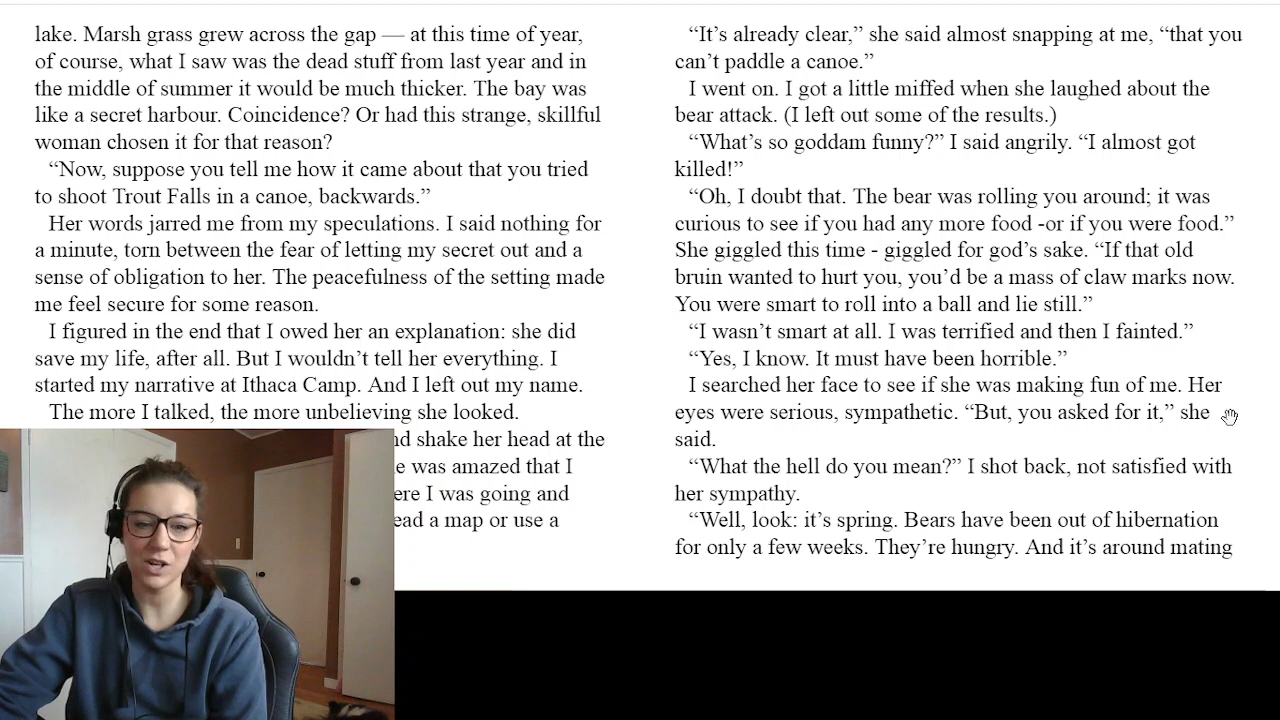 lake. Marsh grass grew across the gap — at this time of year,
of course, what I saw was the dead stuff from last year and in
the middle of summer it would be much thicker. The bay was
like a secret harbour. Coincidence? Or had this strange, skillful
woman chosen it for that reason?
“Now, suppose you tell me how it came about that you tried
to shoot Trout Falls in a canoe, backwards.”
Her words jarred me from my speculations. I said nothing for
a minute, torn between the fear of letting my secret out and a
sense of obligation to her. The peacefulness of the setting made
me feel secure for some reason.
I figured in the end that I owed her an explanation: she did
save my life, after all. But I wouldn’t tell her everything. I
started my narrative at Ithaca Camp. And I left out my name.
The more I talked, the more unbelieving she looked.
shake her head at the
was amazed that I
I was going and
a map or use a
“It’s already clear,” she said almost snapping at me, “that you
can’t paddle a canoe.”
I went on. I got a little miffed when she laughed about the
bear attack. (I left out some of the results.)
“What’s so goddam funny?” I said angrily. “I almost got
killed!”
“Oh, I doubt that. The bear was rolling you around; it was
curious to see if you had any more food -or if you were food.”
She giggled this time - giggled for god’s sake. “If that old
bruin wanted to hurt you, you’d be a mass of claw marks now.
You were smart to roll into a ball and lie still.”
“I wasn’t smart at all. I was terrified and then I fainted.”
“Yes, I know. It must have been horrible.”
I searched her face to see if she was making fun of me. Her
eyes were serious, sympathetic. “But, you asked for it,” she
said.
“What the hell do you mean?” I shot back, not satisfied with
her sympathy.
“Well, look: it’s spring. Bears have been out of hibernation
for only a few weeks. They’re hungry. And it’s around mating